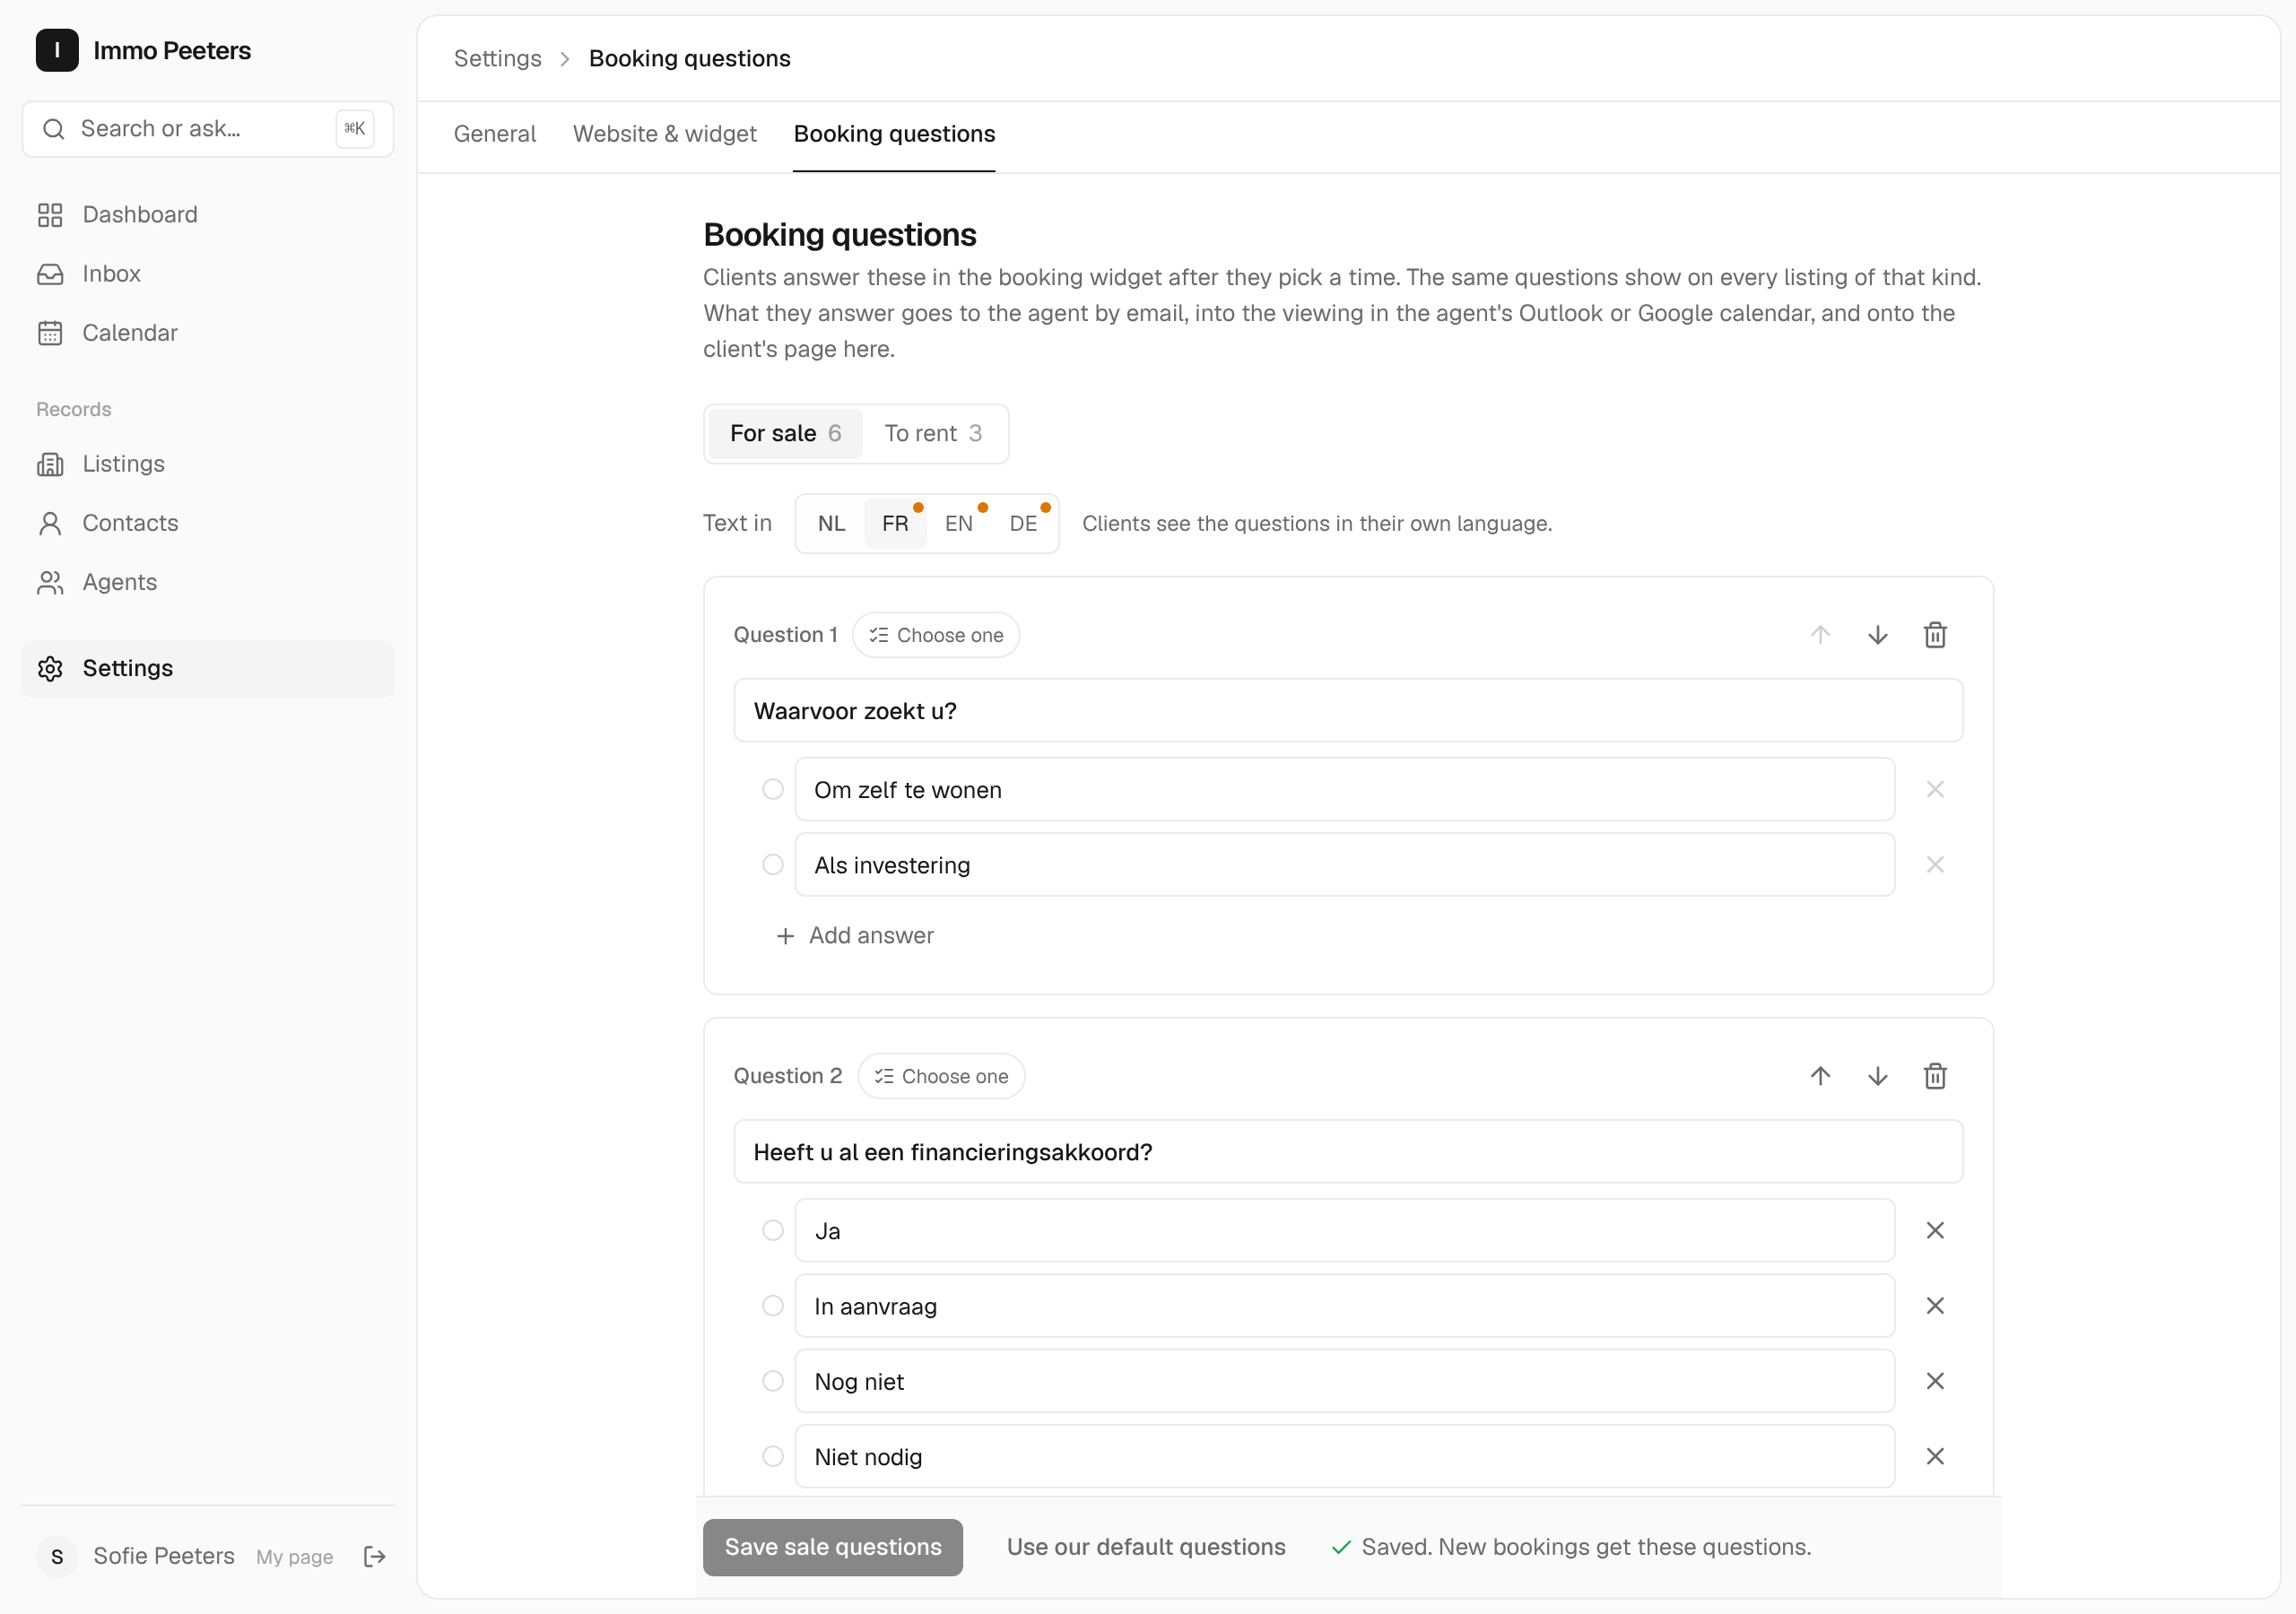 I Immo Peeters
Search or ask... ⌘K
Dashboard
Inbox
Calendar
Records
Listings
Contacts
Agents
Settings
S Sofie Peeters My page
Settings > Booking questions
General Website & widget Booking questions
Booking questions
Clients answer these in the booking widget after they pick a time. The same questions show on every listing of that kind.
What they answer goes to the agent by email, into the viewing in the agent's Outlook or Google calendar, and onto the
client's page here.
For sale 6 To rent 3
Text in NL FR EN DE Clients see the questions in their own language.
Question 1 Choose one
Waarvoor zoekt u?
Om zelf te wonen
Als investering
+ Add answer
Question 2 Choose one
Heeft u al een financieringsakkoord?
Ja
In aanvraag
Nog niet
Niet nodig
Save sale questions Use our default questions Saved. New bookings get these questions.